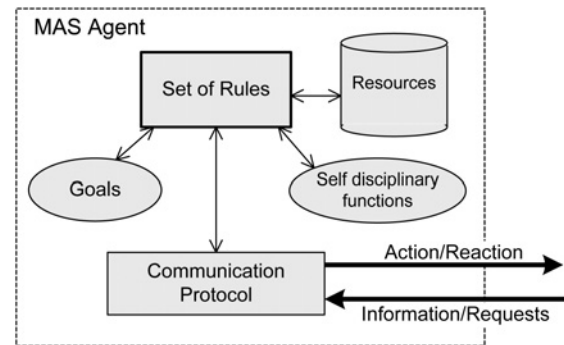 MAS Agent
Set of Rules
Resources
Goals
Self disciplinary
functions
Communication
Protocol
Action/Reaction
Information/Requests